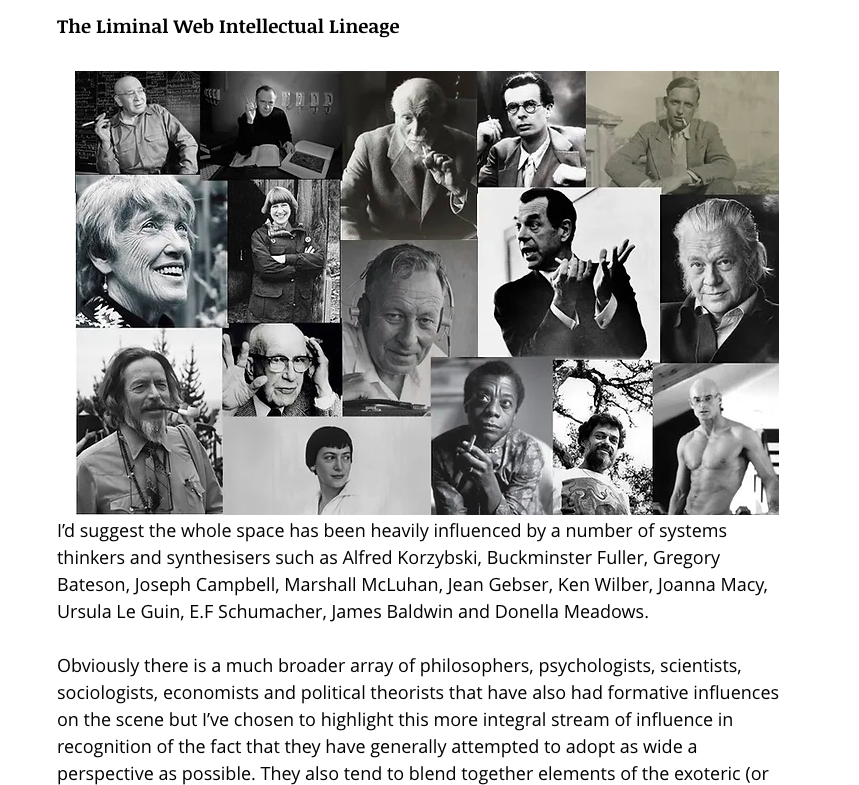 The Liminal Web Intellectual Lineage
I’d suggest the whole space has been heavily influenced by a number of systems
thinkers and synthesisers such as Alfred Korzybski, Buckminster Fuller, Gregory
Bateson, Joseph Campbell, Marshall McLuhan, Jean Gebser, Ken Wilber, Joanna Macy,
Ursula Le Guin, E.F Schumacher, James Baldwin and Donella Meadows.
Obviously there is a much broader array of philosophers, psychologists, scientists,
sociologists, economists and political theorists that have also had formative influences
on the scene but I’ve chosen to highlight this more integral stream of influence in
recognition of the fact that they have generally attempted to adopt as wide a
perspective as possible. They also tend to blend together elements of the exoteric (or